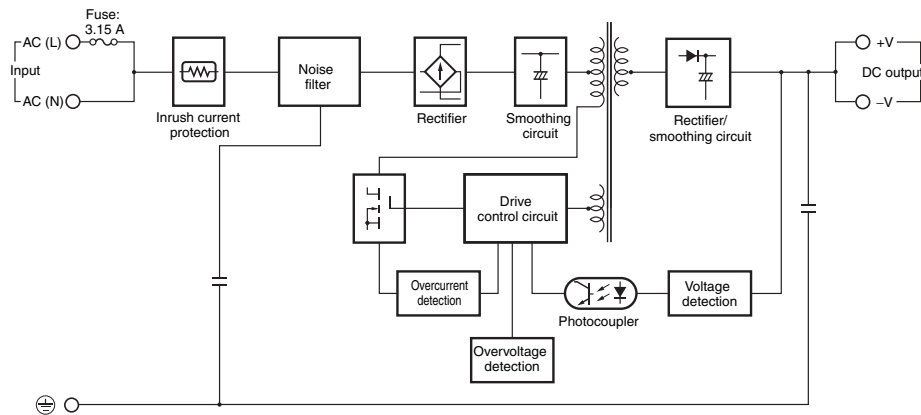 Fuse:
3.15 A
AC (L)
Input
AC (N)
Inrush current
protection
Noise
filter
Rectifier
Smoothing
circuit
Rectifier/
smoothing circuit
+V
DC output
–V
Drive
control circuit
Overcurrent
detection
Photocoupler
Voltage
detection
Overvoltage
detection